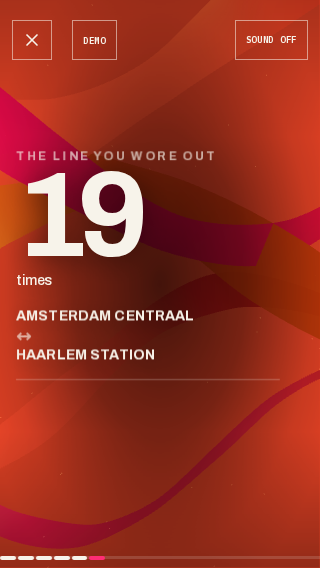 DEMO
SOUND OFF
THE LINE YOU WORE OUT
19
times
AMSTERDAM CENTRAAL
↔
HAARLEM STATION